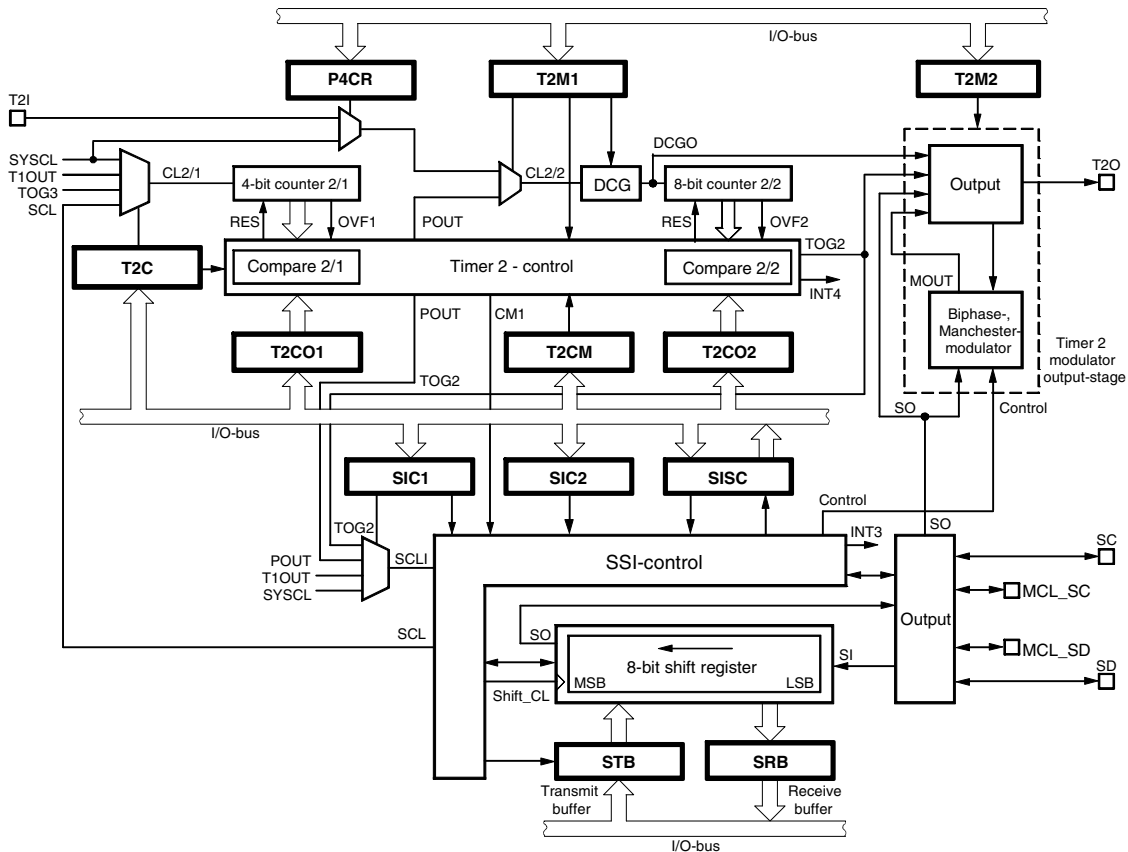 I/O-bus
P4CR
T2M1
T2M2
T2I
SYSCL
T1OUT
TOG3
SCL
CL2/1
4-bit counter 2/1
CL2/2
DCG
DCGO
8-bit counter 2/2
Output
T2O
RES
OVF1
POUT
RES
OVF2
TOG2
T2C
Compare 2/1
Timer 2 - control
Compare 2/2
INT4
MOUT
Biphase-,
Manchester-
modulator
Timer 2
modulator
output-stage
POUT
CM1
T2CO1
T2CM
T2CO2
TOG2
I/O-bus
SO
Control
SIC1
SIC2
SISC
Control
TOG2
POUT
T1OUT
SYSCL
SCLI
SSI-control
INT3
SO
SC
MCL_SC
Output
MCL_SD
SD
SCL
SO
8-bit shift register
MSB
LSB
SI
Shift_CL
STB
SRB
Transmit
buffer
Receive
buffer
I/O-bus